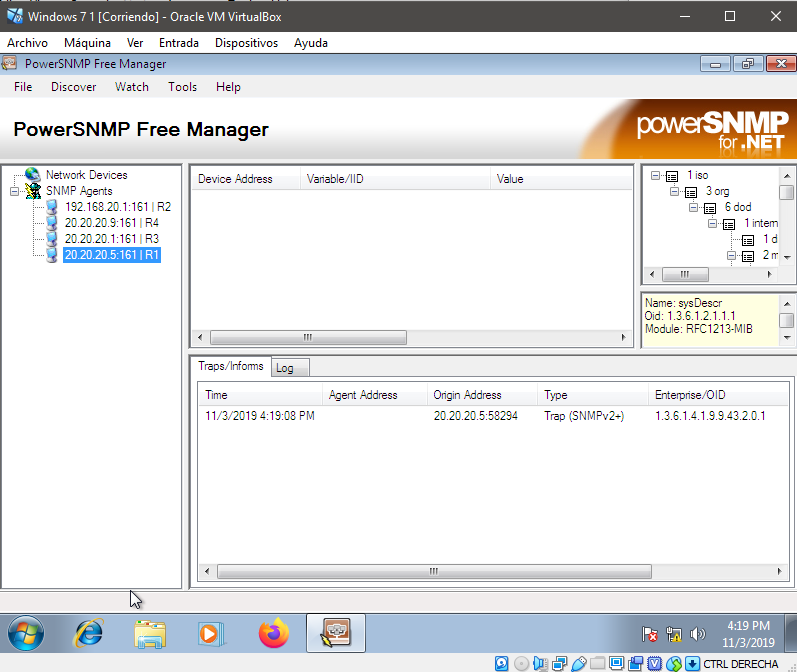 Windows 7 1 [Corriendo] - Oracle VM VirtualBox
Archivo Máquina Ver Entrada Dispositivos Ayuda
PowerSNMP Free Manager
File Discover Watch Tools Help
PowerSNMP Free Manager
powerSNMP
for .NET
Network Devices
SNMP Agents
192.168.20.1:161 | R2
20.20.20.9:161 | R4
20.20.20.1:161 | R3
20.20.20.5:161 | R1
Device Address Variable/IID Value
1 iso
3 org
6 dod
1 intern
1 d
2 m
Name: sysDescr
Oid: 1.3.6.1.2.1.1.1
Module: RFC1213-MIB
Traps/Informs Log
Time Agent Address Origin Address Type Enterprise/OID
11/3/2019 4:19:08 PM 20.20.20.5:58294 Trap (SNMPv2+) 1.3.6.1.4.1.9.9.43.2.0.1
4:19 PM
11/3/2019
CTRL DERECHA